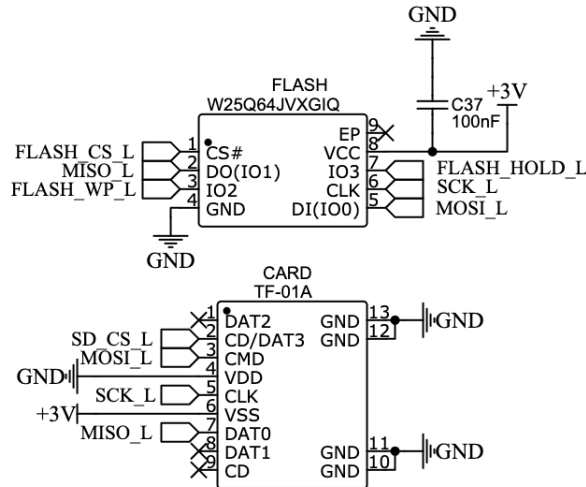 GND
FLASH
W25Q64JVXGIQ
+3V
C37
100nF
FLASH_CS_L 1 CS#
MISO_L 2 DO(IO1)
FLASH_WP_L 3 IO2
4 GND
GND
EP 9
VCC 8
IO3 7 FLASH_HOLD_L
CLK 6 SCK_L
DI(IO0) 5 MOSI_L
CARD
TF-01A
1 DAT2
SD_CS_L 2 CD/DAT3
MOSI_L 3 CMD
GND 4 VDD
SCK_L 5 CLK
+3V 6 VSS
MISO_L 7 DAT0
8 DAT1
9 CD
GND 13 GND
GND 12
GND 11 GND
GND 10